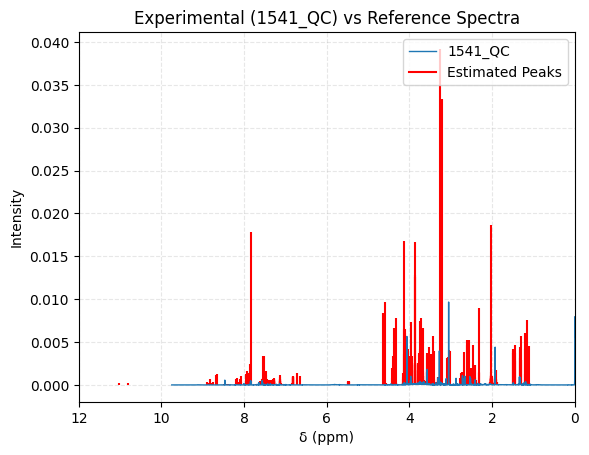 Experimental (1541_QC) vs Reference Spectra
1541_QC
Estimated Peaks
0.040
0.035
0.030
0.025
0.020
0.015
0.010
0.005
0.000
Intensity
12 10 8 6 4 2 0
δ (ppm)